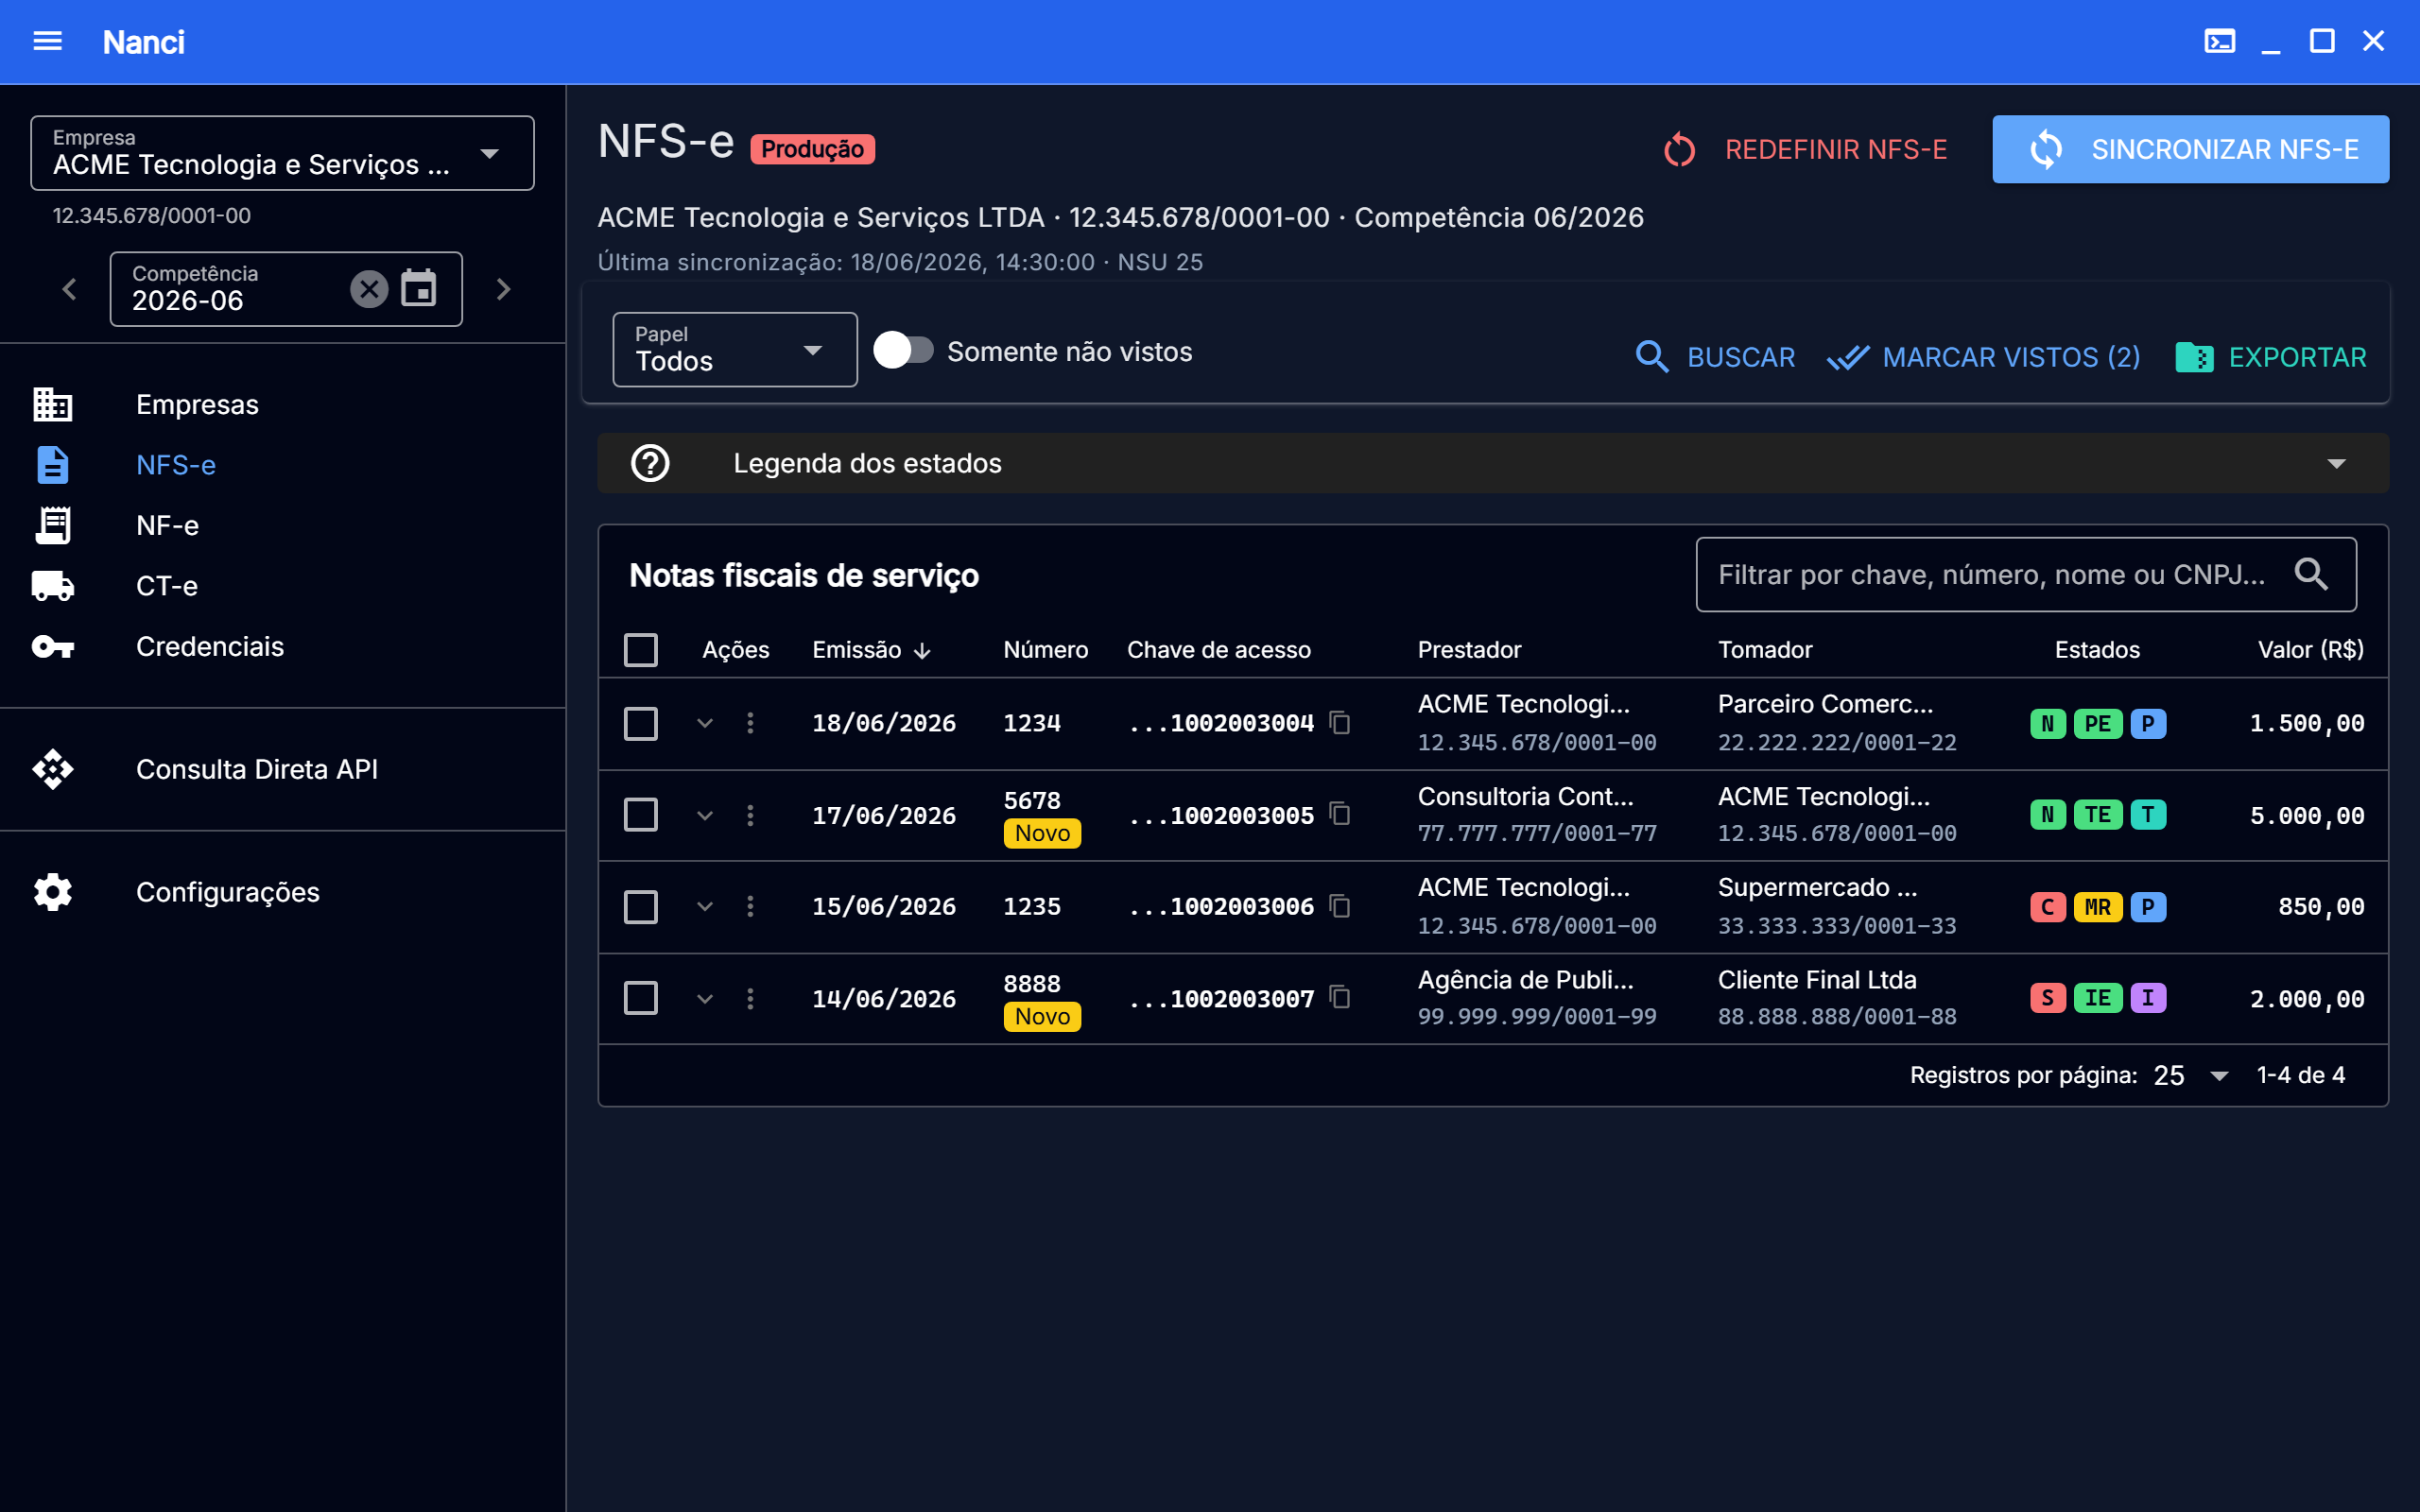 Nanci
Empresa
ACME Tecnologia e Serviços ...
12.345.678/0001-00
Competência
2026-06
Empresas
NFS-e
NF-e
CT-e
Credenciais
Consulta Direta API
Configurações
NFS-e Produção
REDEFINIR NFS-E
SINCRONIZAR NFS-E
ACME Tecnologia e Serviços LTDA · 12.345.678/0001-00 · Competência 06/2026
Última sincronização: 18/06/2026, 14:30:00 · NSU 25
Papel
Todos
Somente não vistos
BUSCAR
MARCAR VISTOS (2)
EXPORTAR
Legenda dos estados
Notas fiscais de serviço
Filtrar por chave, número, nome ou CNPJ...
Ações Emissão Número Chave de acesso Prestador Tomador Estados Valor (R$)
18/06/2026 1234 ...1002003004 ACME Tecnologi... Parceiro Comerc... N PE P 1.500,00
12.345.678/0001-00 22.222.222/0001-22
17/06/2026 5678 ...1002003005 Consultoria Cont... ACME Tecnologi... N TE T 5.000,00
Novo 77.777.777/0001-77 12.345.678/0001-00
15/06/2026 1235 ...1002003006 ACME Tecnologi... Supermercado ... C MR P 850,00
12.345.678/0001-00 33.333.333/0001-33
14/06/2026 8888 ...1002003007 Agência de Publi... Cliente Final Ltda S IE I 2.000,00
Novo 99.999.999/0001-99 88.888.888/0001-88
Registros por página: 25 1-4 de 4